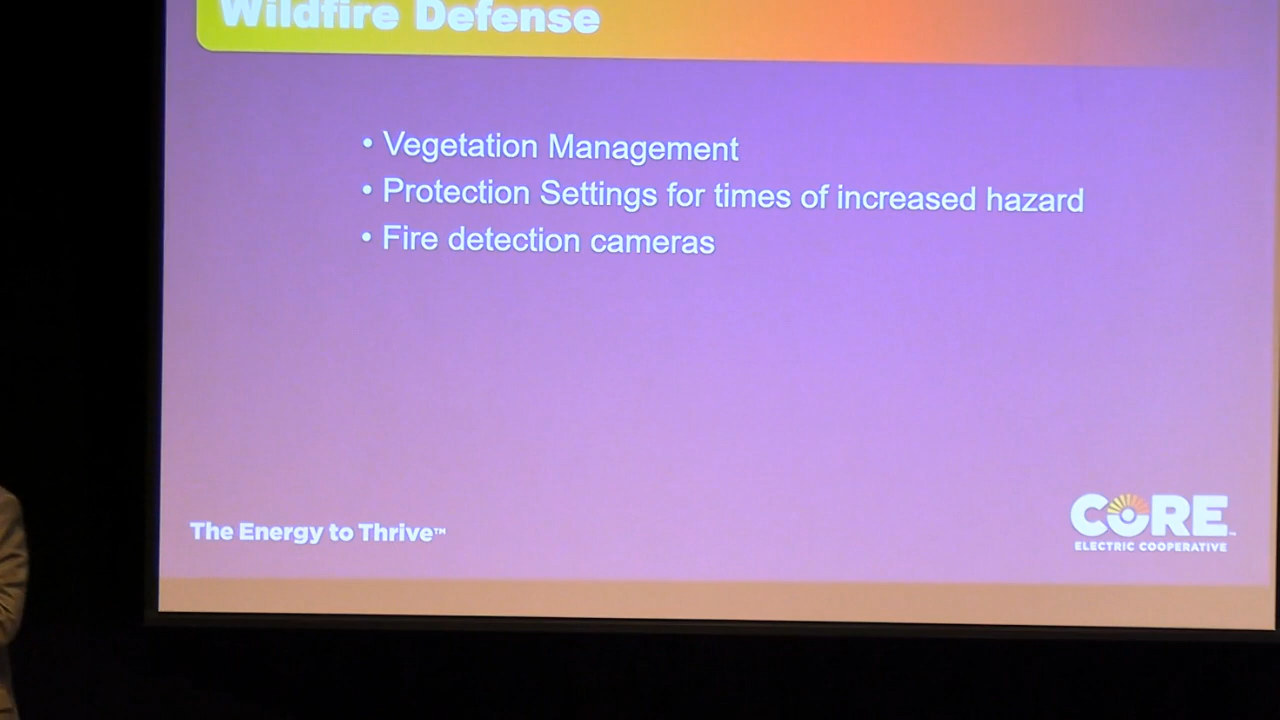 Wildfire Defense
• Vegetation Management
• Protection Settings for times of increased hazard
• Fire detection cameras
The Energy to Thrive™
CORE™
ELECTRIC COOPERATIVE